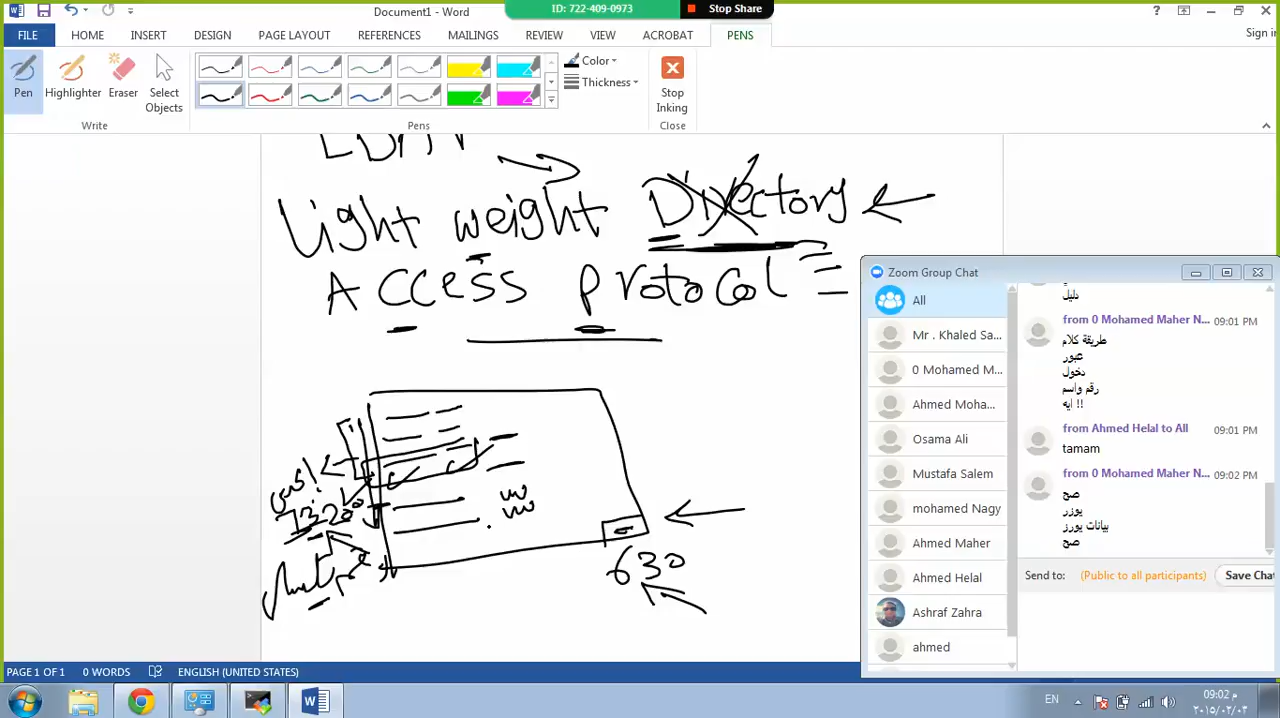 Document1 - Word
ID: 722-409-0973
Stop Share
FILE
HOME
INSERT
DESIGN
PAGE LAYOUT
REFERENCES
MAILINGS
REVIEW
VIEW
ACROBAT
PENS
Sign in
Pen
Highlighter
Eraser
Select Objects
Color
Thickness
Stop Inking
Write
Pens
Close
Light weight Directory
Access protocol
630
Zoom Group Chat
All
Mr . Khaled Sa...
0 Mohamed M...
Ahmed Moha...
Osama Ali
Mustafa Salem
mohamed Nagy
Ahmed Maher
Ahmed Helal
Ashraf Zahra
ahmed
دليل
from 0 Mohamed Maher N... 09:01 PM
طريقة كلام
عبور
دخول
رقم واسم
ايه !!
from Ahmed Helal to All 09:01 PM
tamam
from 0 Mohamed Maher N... 09:02 PM
صح
يوزر
بيانات يورز
صح
Send to: (Public to all participants) Save Chat
PAGE 1 OF 1
0 WORDS
ENGLISH (UNITED STATES)
EN
09:02 م
٢٠١٥/٠٢/٠٣